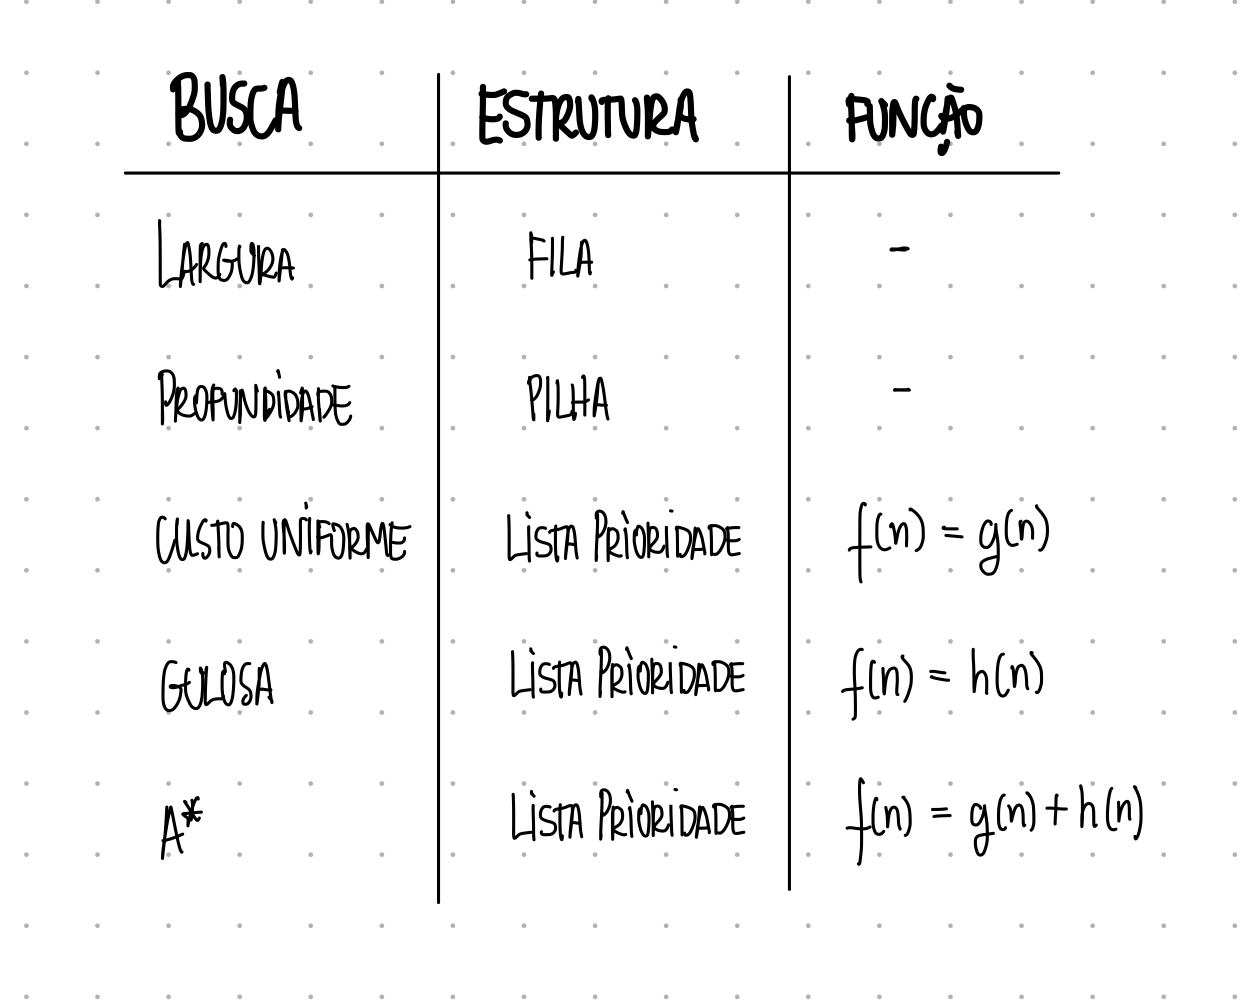 BUSCA ESTRUTURA FUNÇÃO
LARGURA FILA -
PROFUNDIDADE PILHA -
CUSTO UNIFORME LISTA PRIORIDADE f(n) = g(n)
GULOSA LISTA PRIORIDADE f(n) = h(n)
A* LISTA PRIORIDADE f(n) = g(n) + h(n)